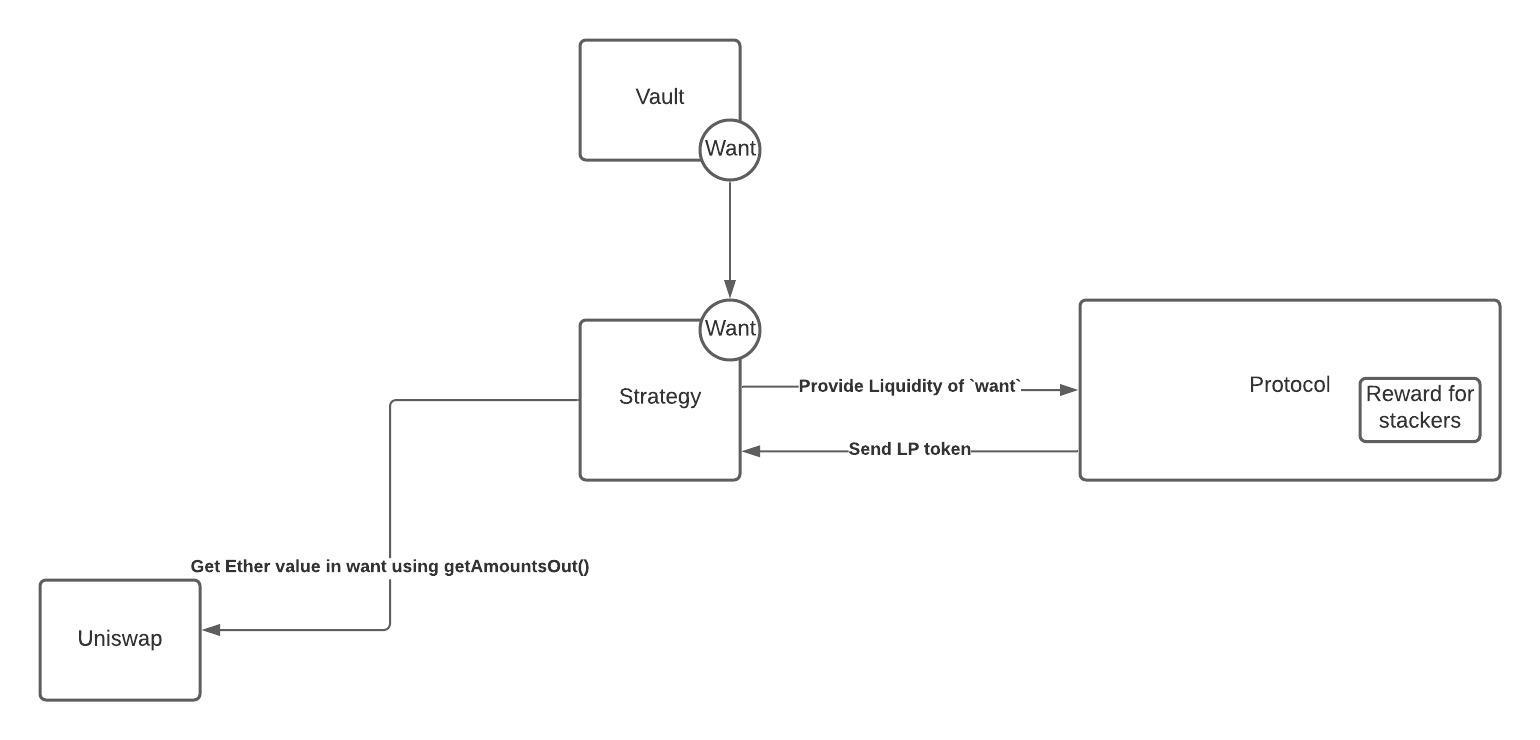 Vault
Want
Want
Strategy
Provide Liquidity of `want`
Protocol
Reward for
stackers
Send LP token
Get Ether value in want using getAmountsOut()
Uniswap